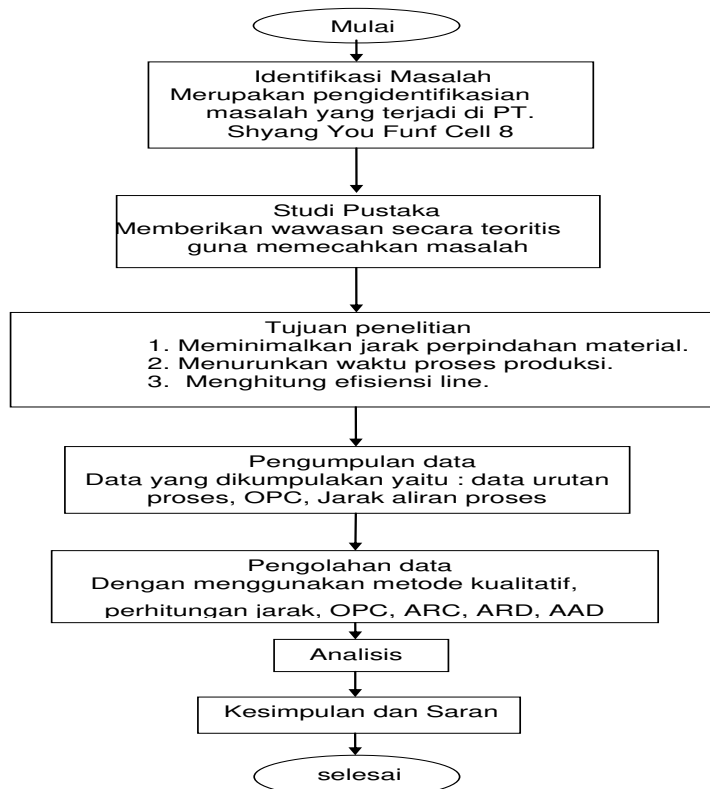 Mulai
Identifikasi Masalah
Merupakan pengidentifikasian
masalah yang terjadi di PT.
Shyang You Funf Cell 8
Studi Pustaka
Memberikan wawasan secara teoritis
guna memecahkan masalah
Tujuan penelitian
1. Meminimalkan jarak perpindahan material.
2. Menurunkan waktu proses produksi.
3. Menghitung efisiensi line.
Pengumpulan data
Data yang dikumpulakan yaitu : data urutan
proses, OPC, Jarak aliran proses
Pengolahan data
Dengan menggunakan metode kualitatif,
perhitungan jarak, OPC, ARC, ARD, AAD
Analisis
Kesimpulan dan Saran
selesai